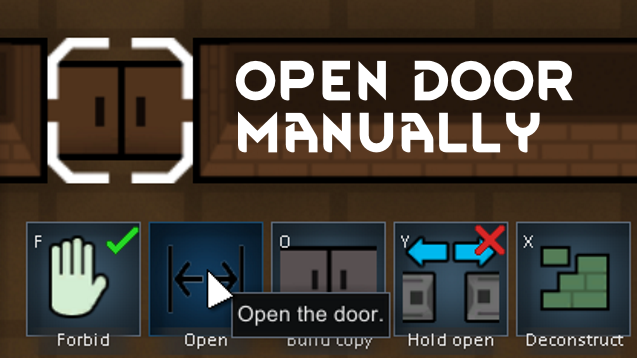 OPEN DOOR
MANUALLY
F
O
Y
X
Open the door.
Forbid
Open
Build copy
Hold open
Deconstruct